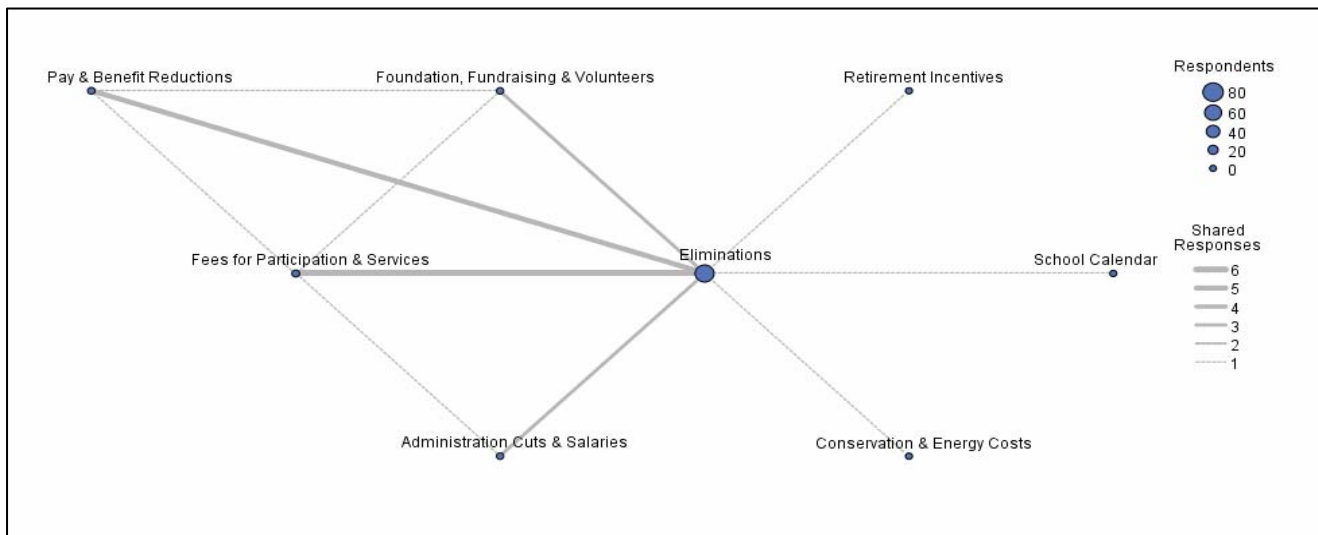 Pay & Benefit Reductions
Foundation, Fundraising & Volunteers
Retirement Incentives
Fees for Participation & Services
Eliminations
School Calendar
Administration Cuts & Salaries
Conservation & Energy Costs
Respondents
80
60
40
20
0
Shared
Responses
6
5
4
3
2
1